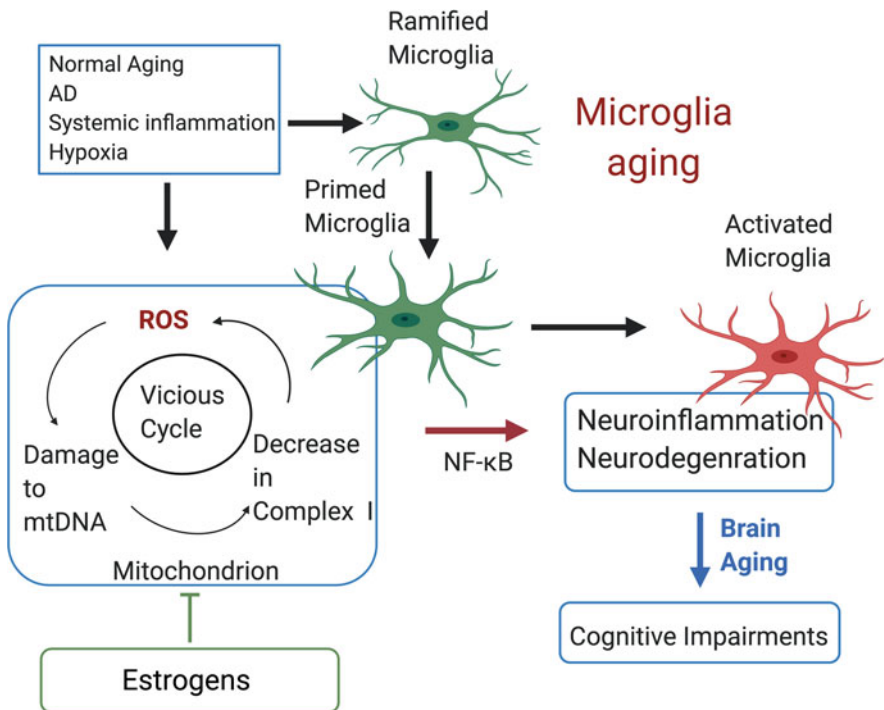 Ramified
Microglia
Normal Aging
AD
Systemic inflammation
Hypoxia
Microglia
aging
Primed
Microglia
Activated
Microglia
ROS
Vicious
Cycle
Damage
to
mtDNA
Decrease
in
Complex I
Mitochondrion
NF-κB
Neuroinflammation
Neurodegenration
Brain
Aging
Cognitive Impairments
Estrogens